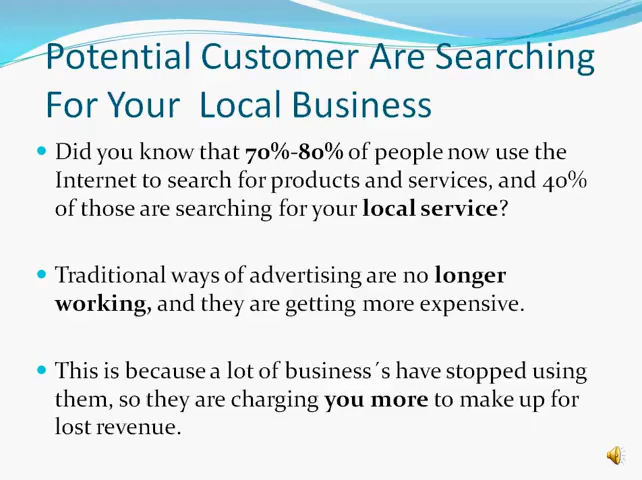 Potential Customer Are Searching
For Your  Local Business
Did you know that 70%-80% of people now use the
Internet to search for products and services, and 40%
of those are searching for your local service?
Traditional ways of advertising are no longer
working, and they are getting more expensive.
This is because a lot of business´s have stopped using
them, so they are charging you more to make up for
lost revenue.